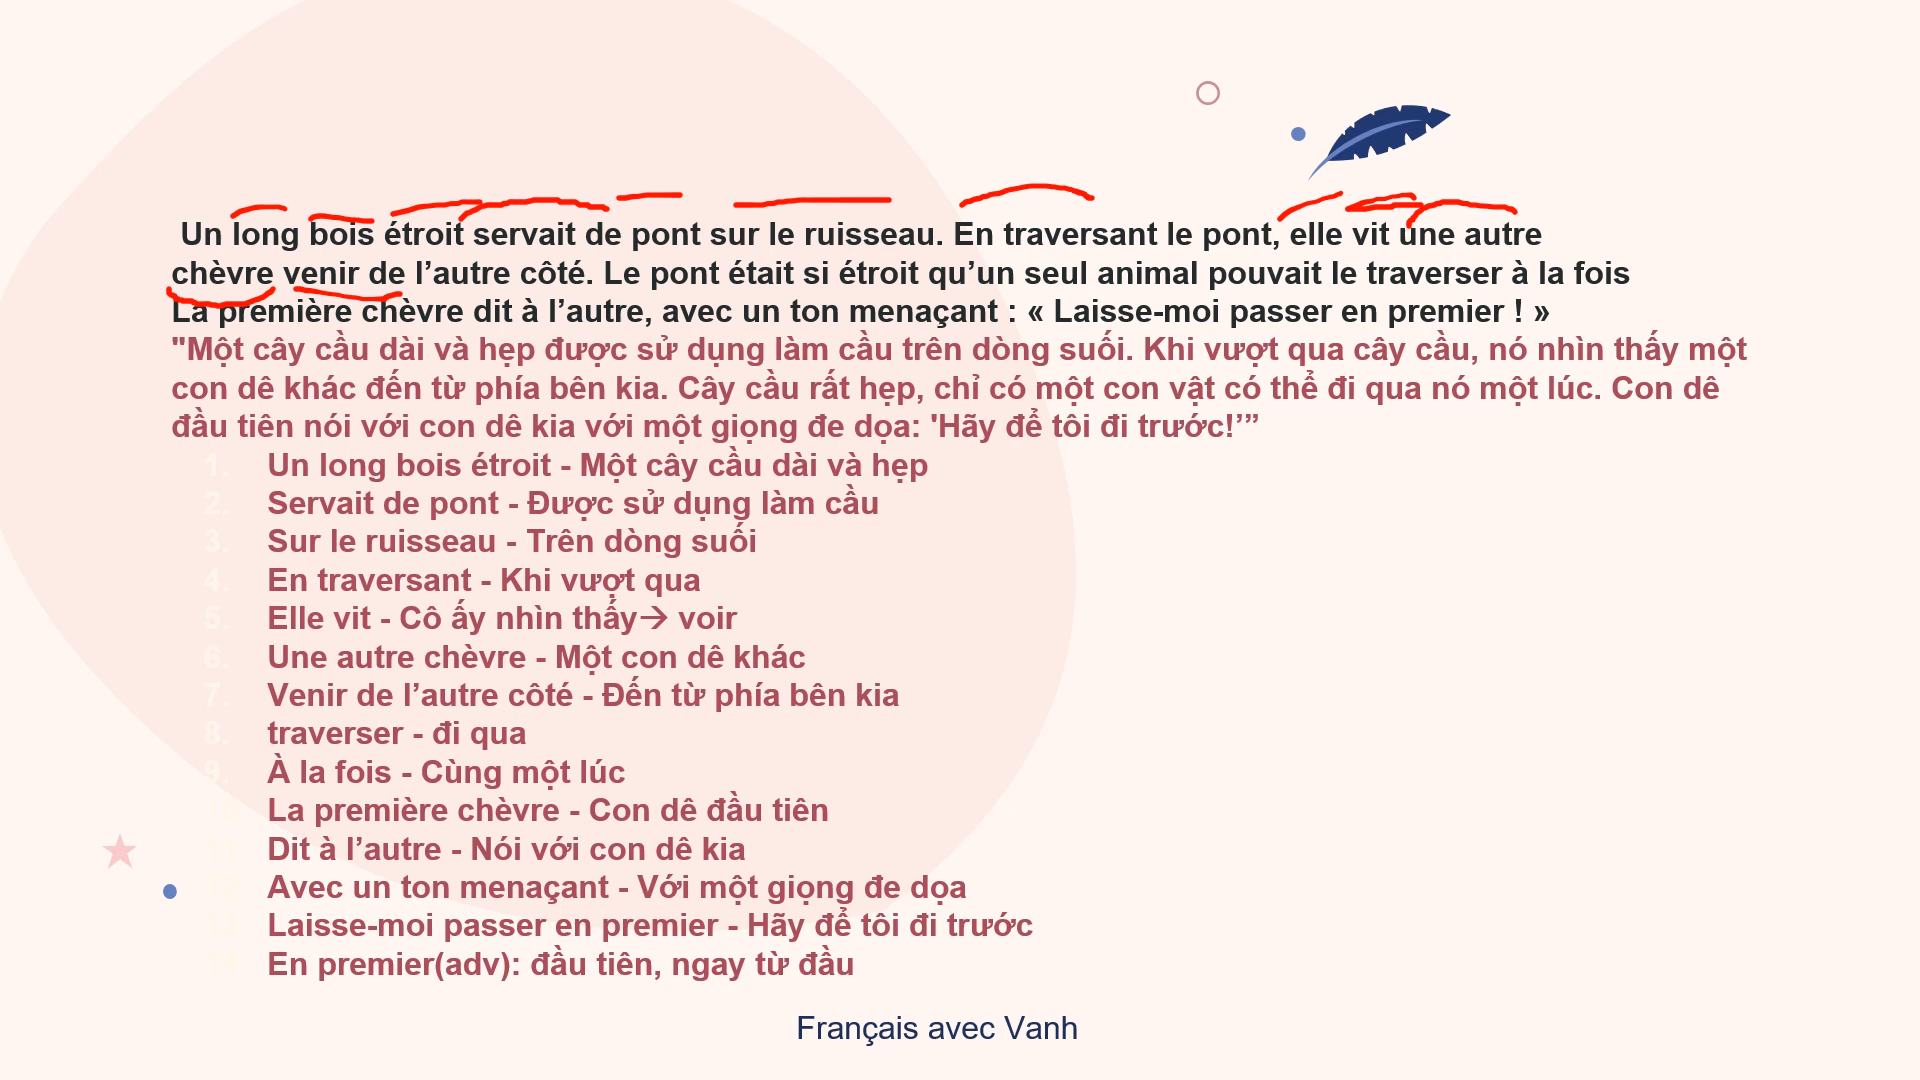 Un long bois étroit servait de pont sur le ruisseau. En traversant le pont, elle vit une autre
chèvre venir de l’autre côté. Le pont était si étroit qu’un seul animal pouvait le traverser à la fois
La première chèvre dit à l’autre, avec un ton menaçant : « Laisse-moi passer en premier ! »
"Một cây cầu dài và hẹp được sử dụng làm cầu trên dòng suối. Khi vượt qua cây cầu, nó nhìn thấy một
con dê khác đến từ phía bên kia. Cây cầu rất hẹp, chỉ có một con vật có thể đi qua nó một lúc. Con dê
đầu tiên nói với con dê kia với một giọng đe dọa: 'Hãy để tôi đi trước!’”
1. Un long bois étroit - Một cây cầu dài và hẹp
2. Servait de pont - Được sử dụng làm cầu
3. Sur le ruisseau - Trên dòng suối
4. En traversant - Khi vượt qua
5. Elle vit - Cô ấy nhìn thấy→ voir
6. Une autre chèvre - Một con dê khác
7. Venir de l’autre côté - Đến từ phía bên kia
8. traverser - đi qua
9. À la fois - Cùng một lúc
10. La première chèvre - Con dê đầu tiên
11. Dit à l’autre - Nói với con dê kia
12. Avec un ton menaçant - Với một giọng đe dọa
13. Laisse-moi passer en premier - Hãy để tôi đi trước
14. En premier(adv): đầu tiên, ngay từ đầu
Français avec Vanh